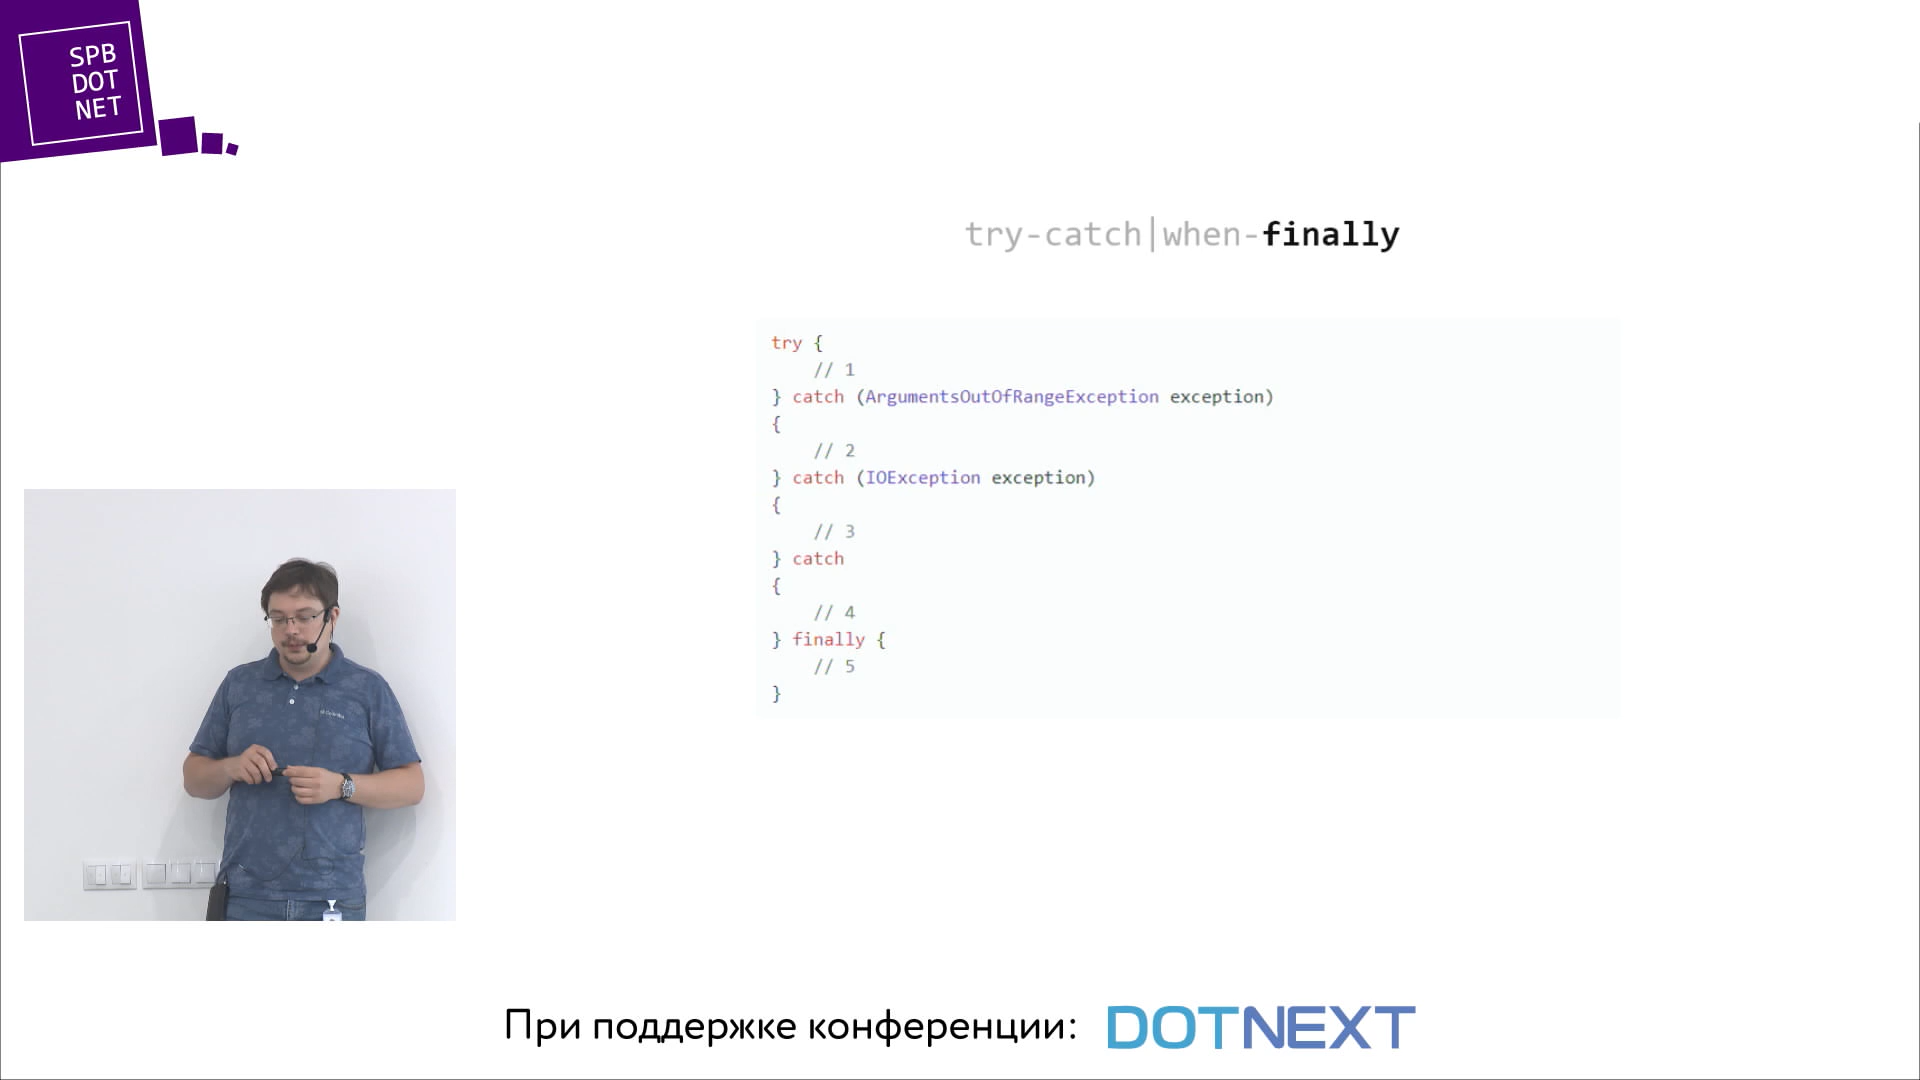 SPB
DOT
NET
try-catch|when-finally
try {
// 1
} catch (ArgumentsOutOfRangeException exception)
{
// 2
} catch (IOException exception)
{
// 3
} catch
{
// 4
} finally {
// 5
}
При поддержке конференции: DOTNEXT